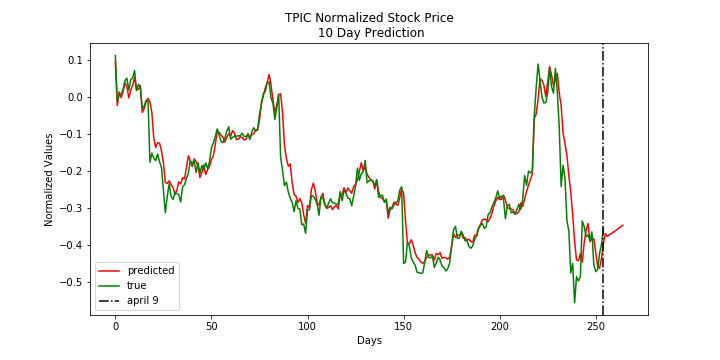 TPIC Normalized Stock Price
10 Day Prediction
Normalized Values
0.1
0.0
−0.1
−0.2
−0.3
−0.4
−0.5
predicted
true
april 9
0
50
100
150
200
250
Days